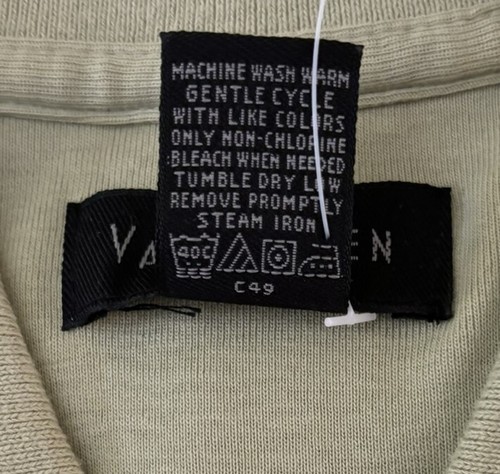 MACHINE WASH WARM
GENTLE CYCLE
WITH LIKE COLORS
ONLY NON-CHLORINE
BLEACH WHEN NEEDED
TUMBLE DRY LOW
REMOVE PROMPTLY
STEAM IRON
40C
C49